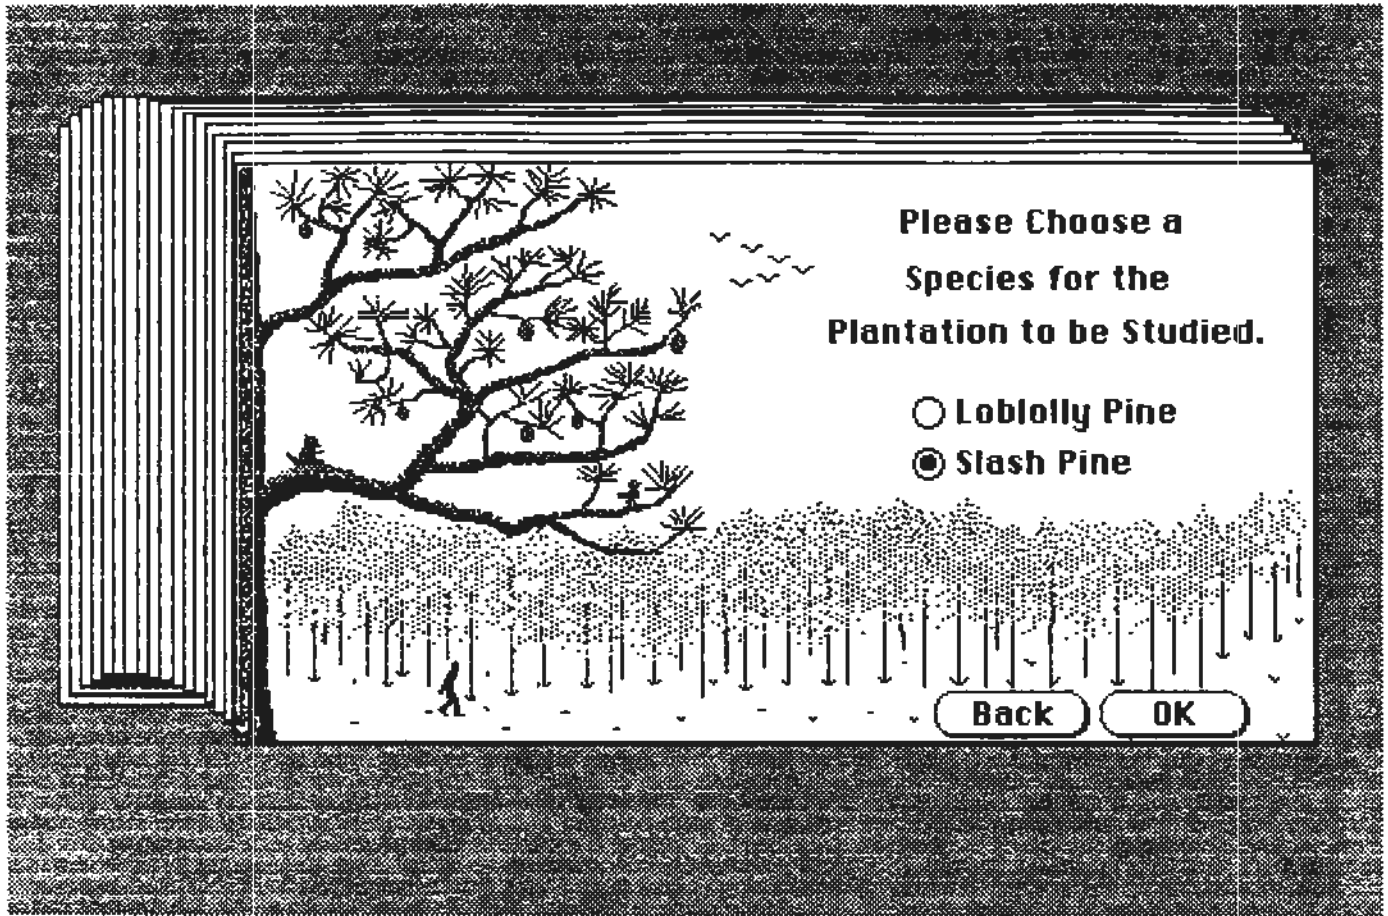 Please Choose a
Species for the
Plantation to be Studied.
Loblolly Pine
Slash Pine
Back
OK